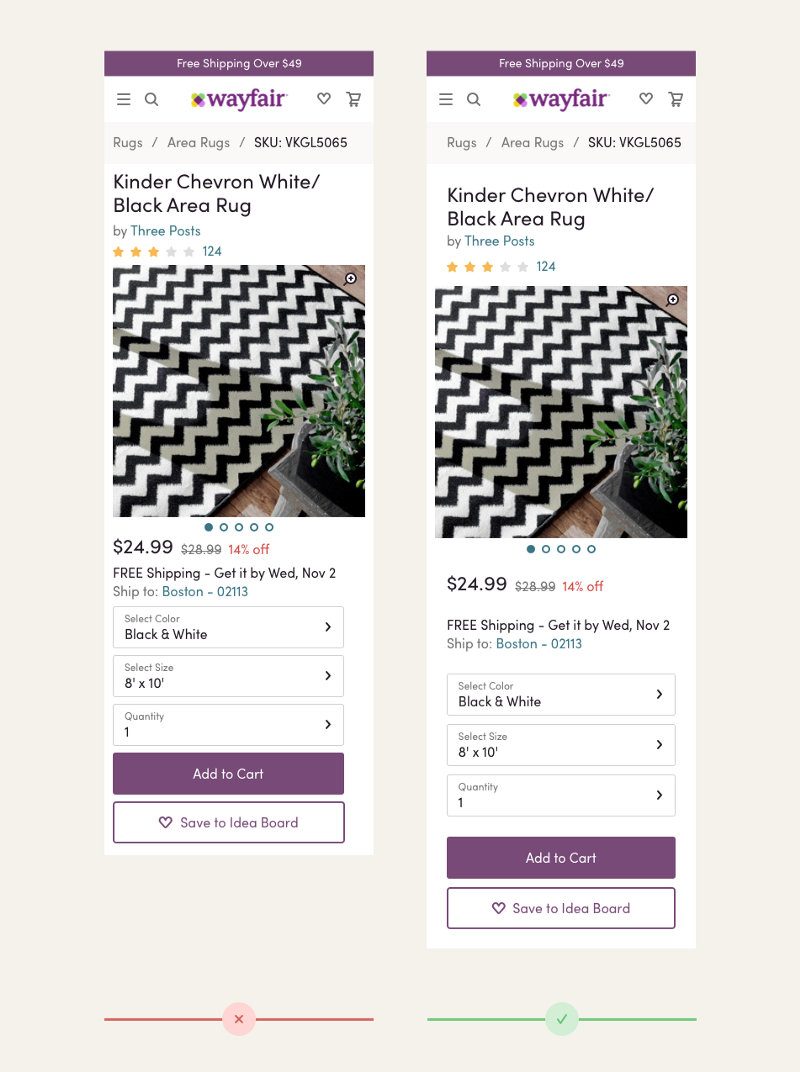 Free Shipping Over $49
wayfair
Rugs / Area Rugs / SKU: VKGL5065
Kinder Chevron White/
Black Area Rug
by Three Posts
124
$24.99 $28.99 14% off
FREE Shipping - Get it by Wed, Nov 2
Ship to: Boston - 02113
Select Color
Black & White
Select Size
8' x 10'
Quantity
1
Add to Cart
Save to Idea Board
Free Shipping Over $49
wayfair
Rugs / Area Rugs / SKU: VKGL5065
Kinder Chevron White/
Black Area Rug
by Three Posts
124
$24.99 $28.99 14% off
FREE Shipping - Get it by Wed, Nov 2
Ship to: Boston - 02113
Select Color
Black & White
Select Size
8' x 10'
Quantity
1
Add to Cart
Save to Idea Board